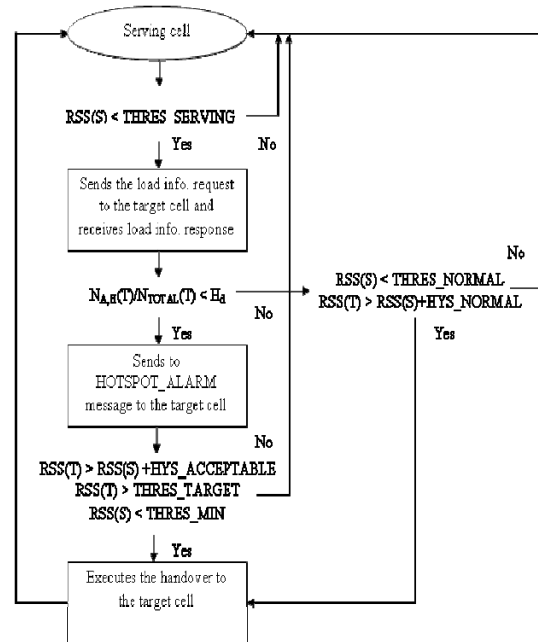 Serving cell
RSS(S) < THRES_SERVING
Yes
No
Sends the load info. request
to the target cell and
receives load info. response
N_A,H(T)/N_TOTAL(T) < H_d
No
Yes
RSS(S) < THRES_NORMAL
RSS(T) > RSS(S)+HYS_NORMAL
No
Yes
Sends to
HOTSPOT_ALARM
message to the target cell
No
RSS(T) > RSS(S)+HYS_ACCEPTABLE
RSS(T) > THRES_TARGET
RSS(S) < THRES_MIN
Yes
Executes the handover to
the target cell